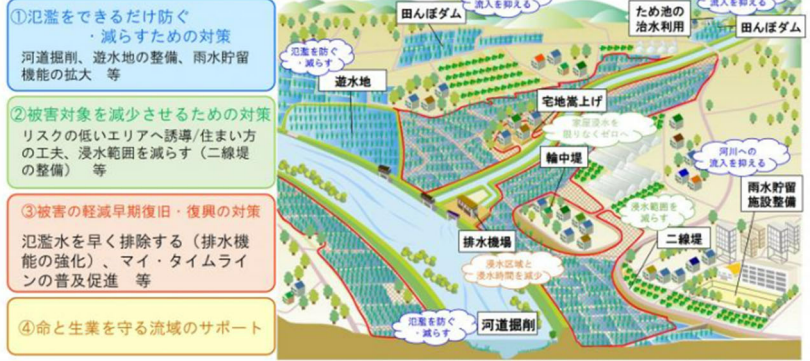 ①氾濫をできるだけ防ぐ
・減らすための対策
河道掘削、遊水地の整備、雨水貯留
機能の拡大　等
②被害対象を減少させるための対策
リスクの低いエリアへ誘導/住まい方
の工夫、浸水範囲を減らす（二線堤
の整備）　等
③被害の軽減早期復旧・復興の対策
氾濫水を早く排除する（排水機
能の強化）、マイ・タイムライ
ンの普及促進　等
④命と生業を守る流域のサポート
流入を抑える
田んぼダム
ため池の
治水利用
流入を抑える
田んぼダム
氾濫を防ぐ
・減らす
遊水地
宅地嵩上げ
家屋浸水を
限りなくゼロへ
輪中堤
河川への
流入を抑える
雨水貯留
施設整備
浸水範囲を
減らす
排水機場
二線堤
浸水区域と
浸水時間を減少
氾濫を防ぐ
・減らす
河道掘削